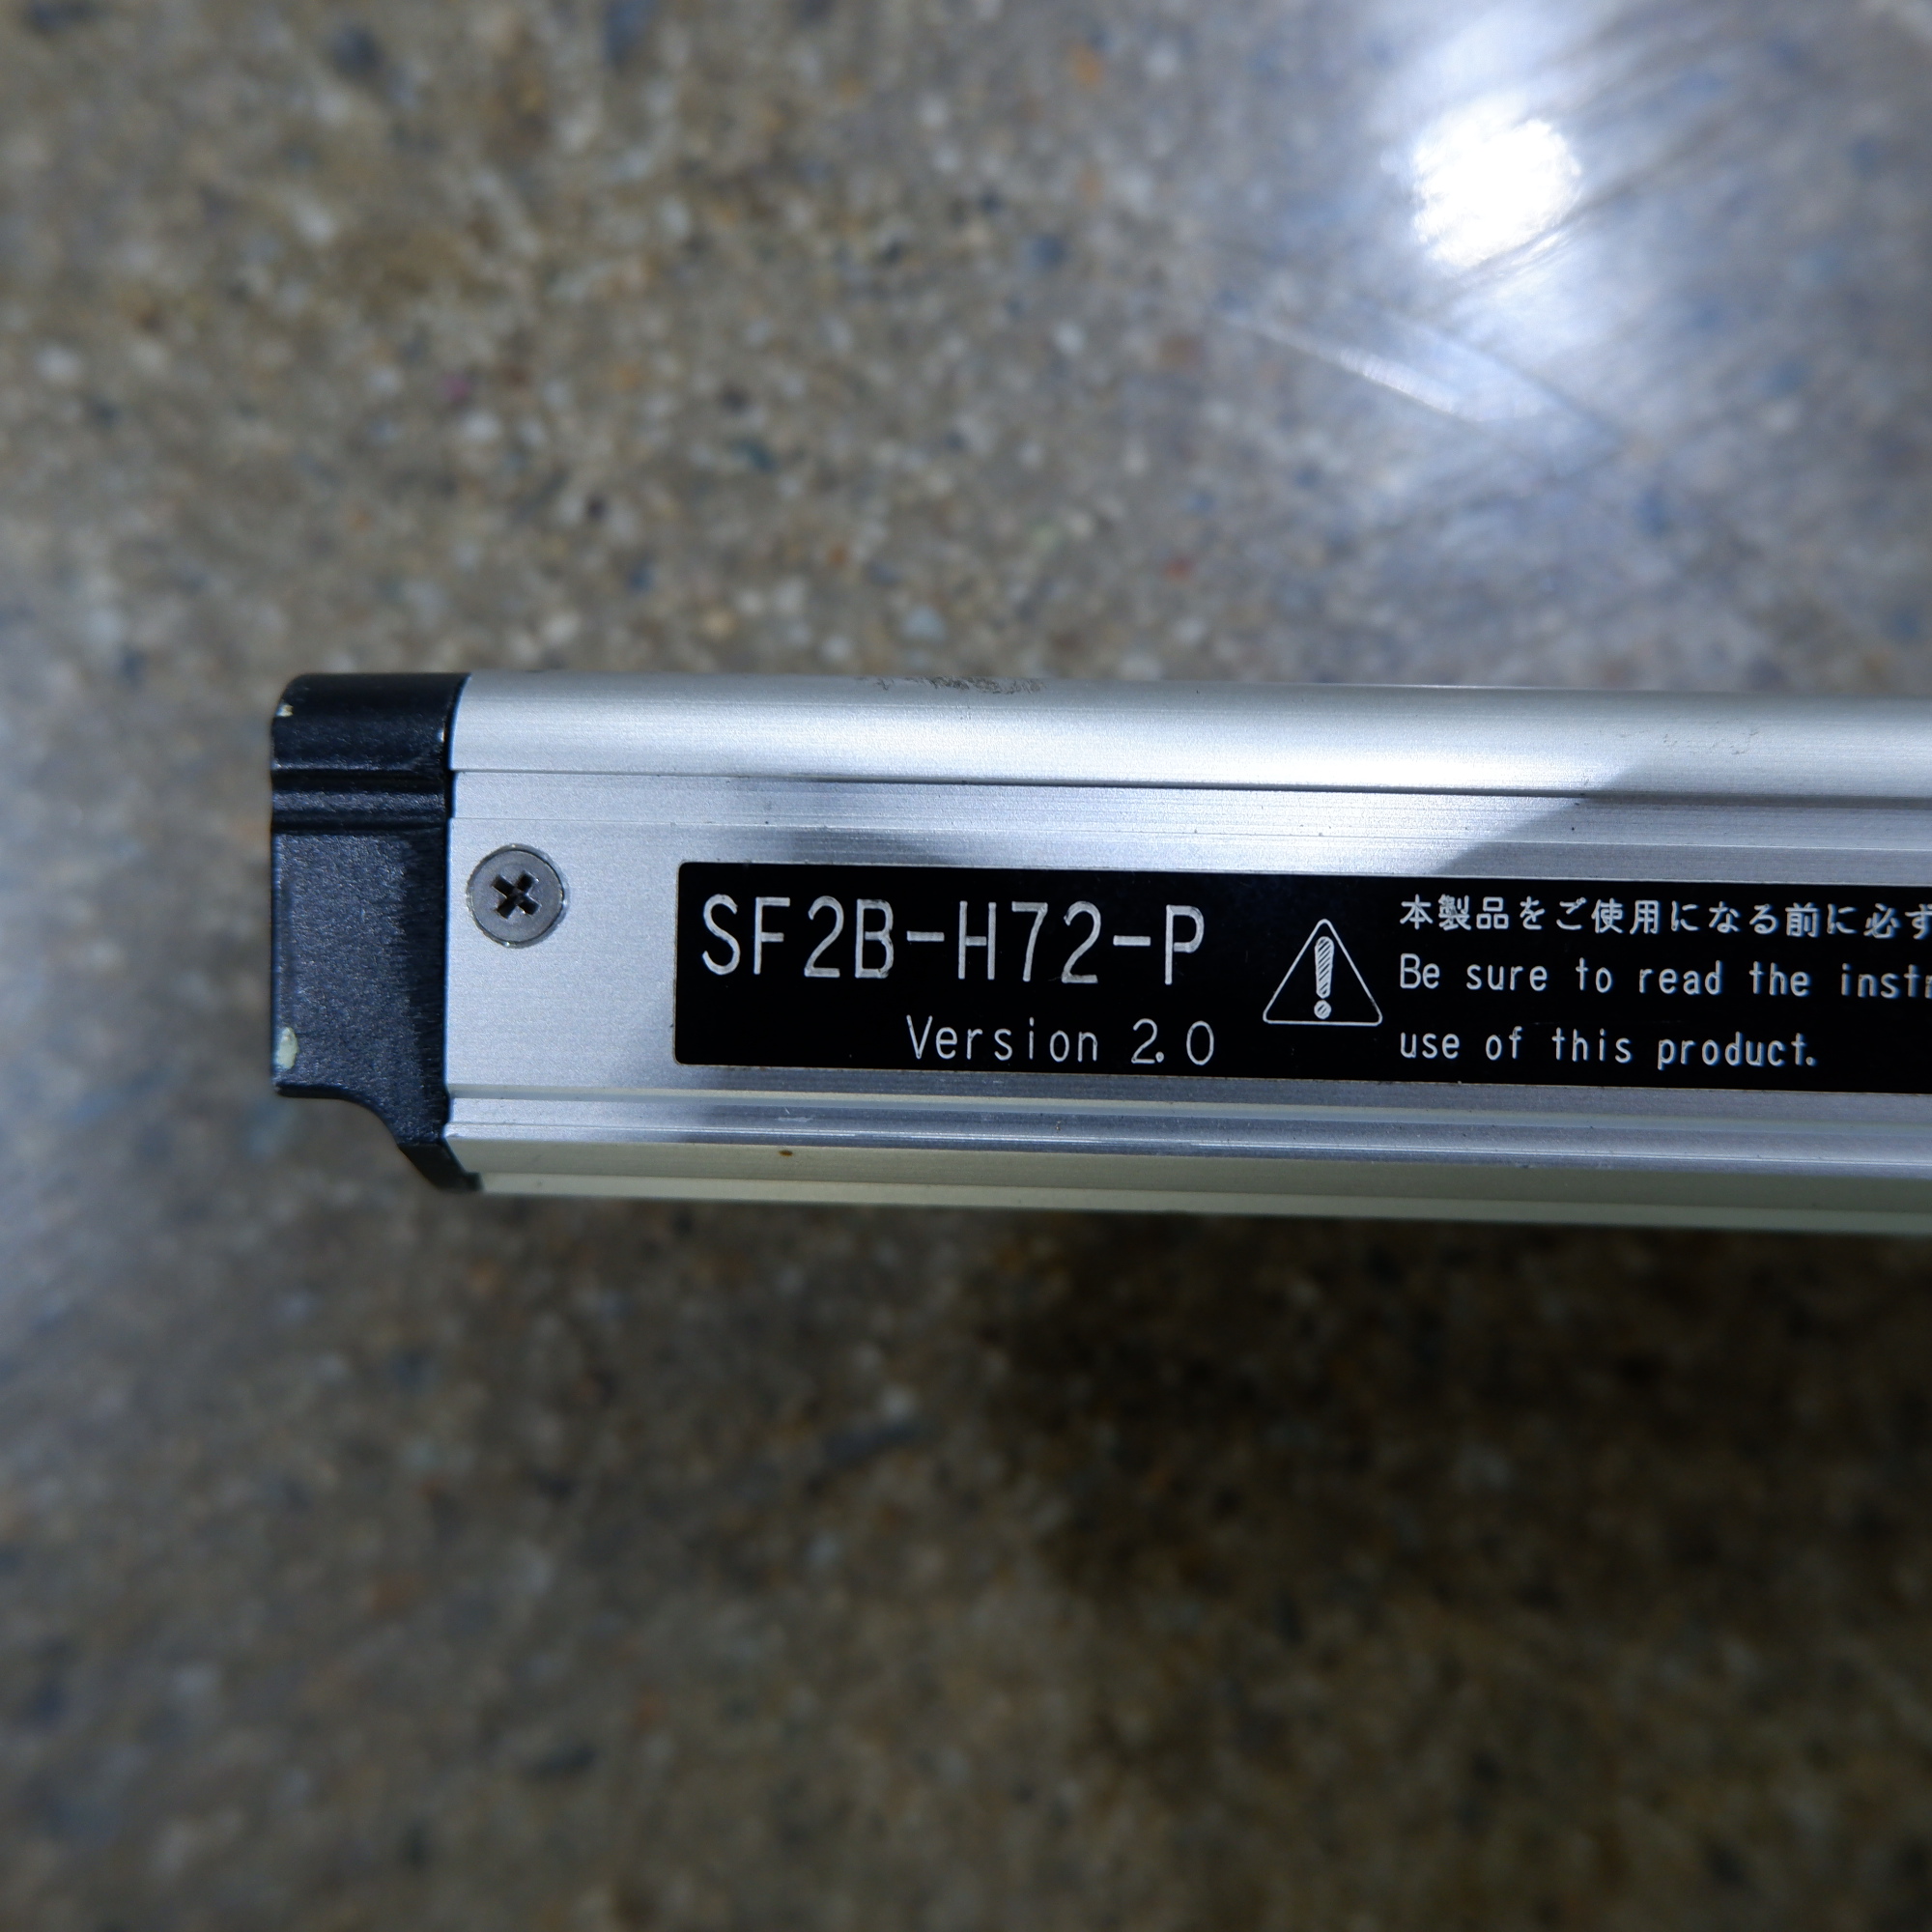 SF2B-H72-P
Version 2.0
本製品をご使用になる前に必ず
Be sure to read the
use of this product.